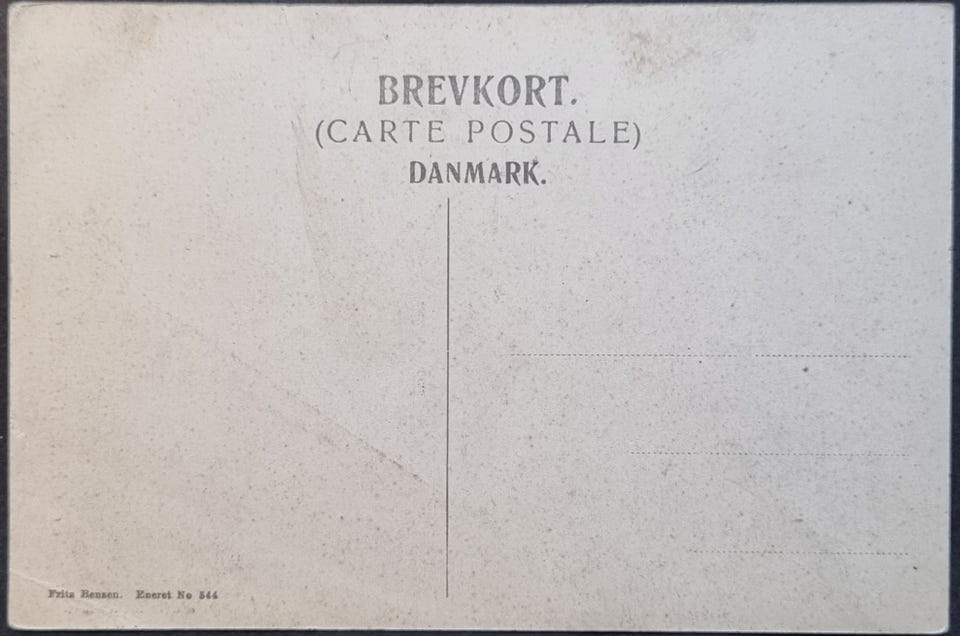 BREVKORT.
(CARTE POSTALE)
DANMARK.
Fritz Benzen. Eneret No 544